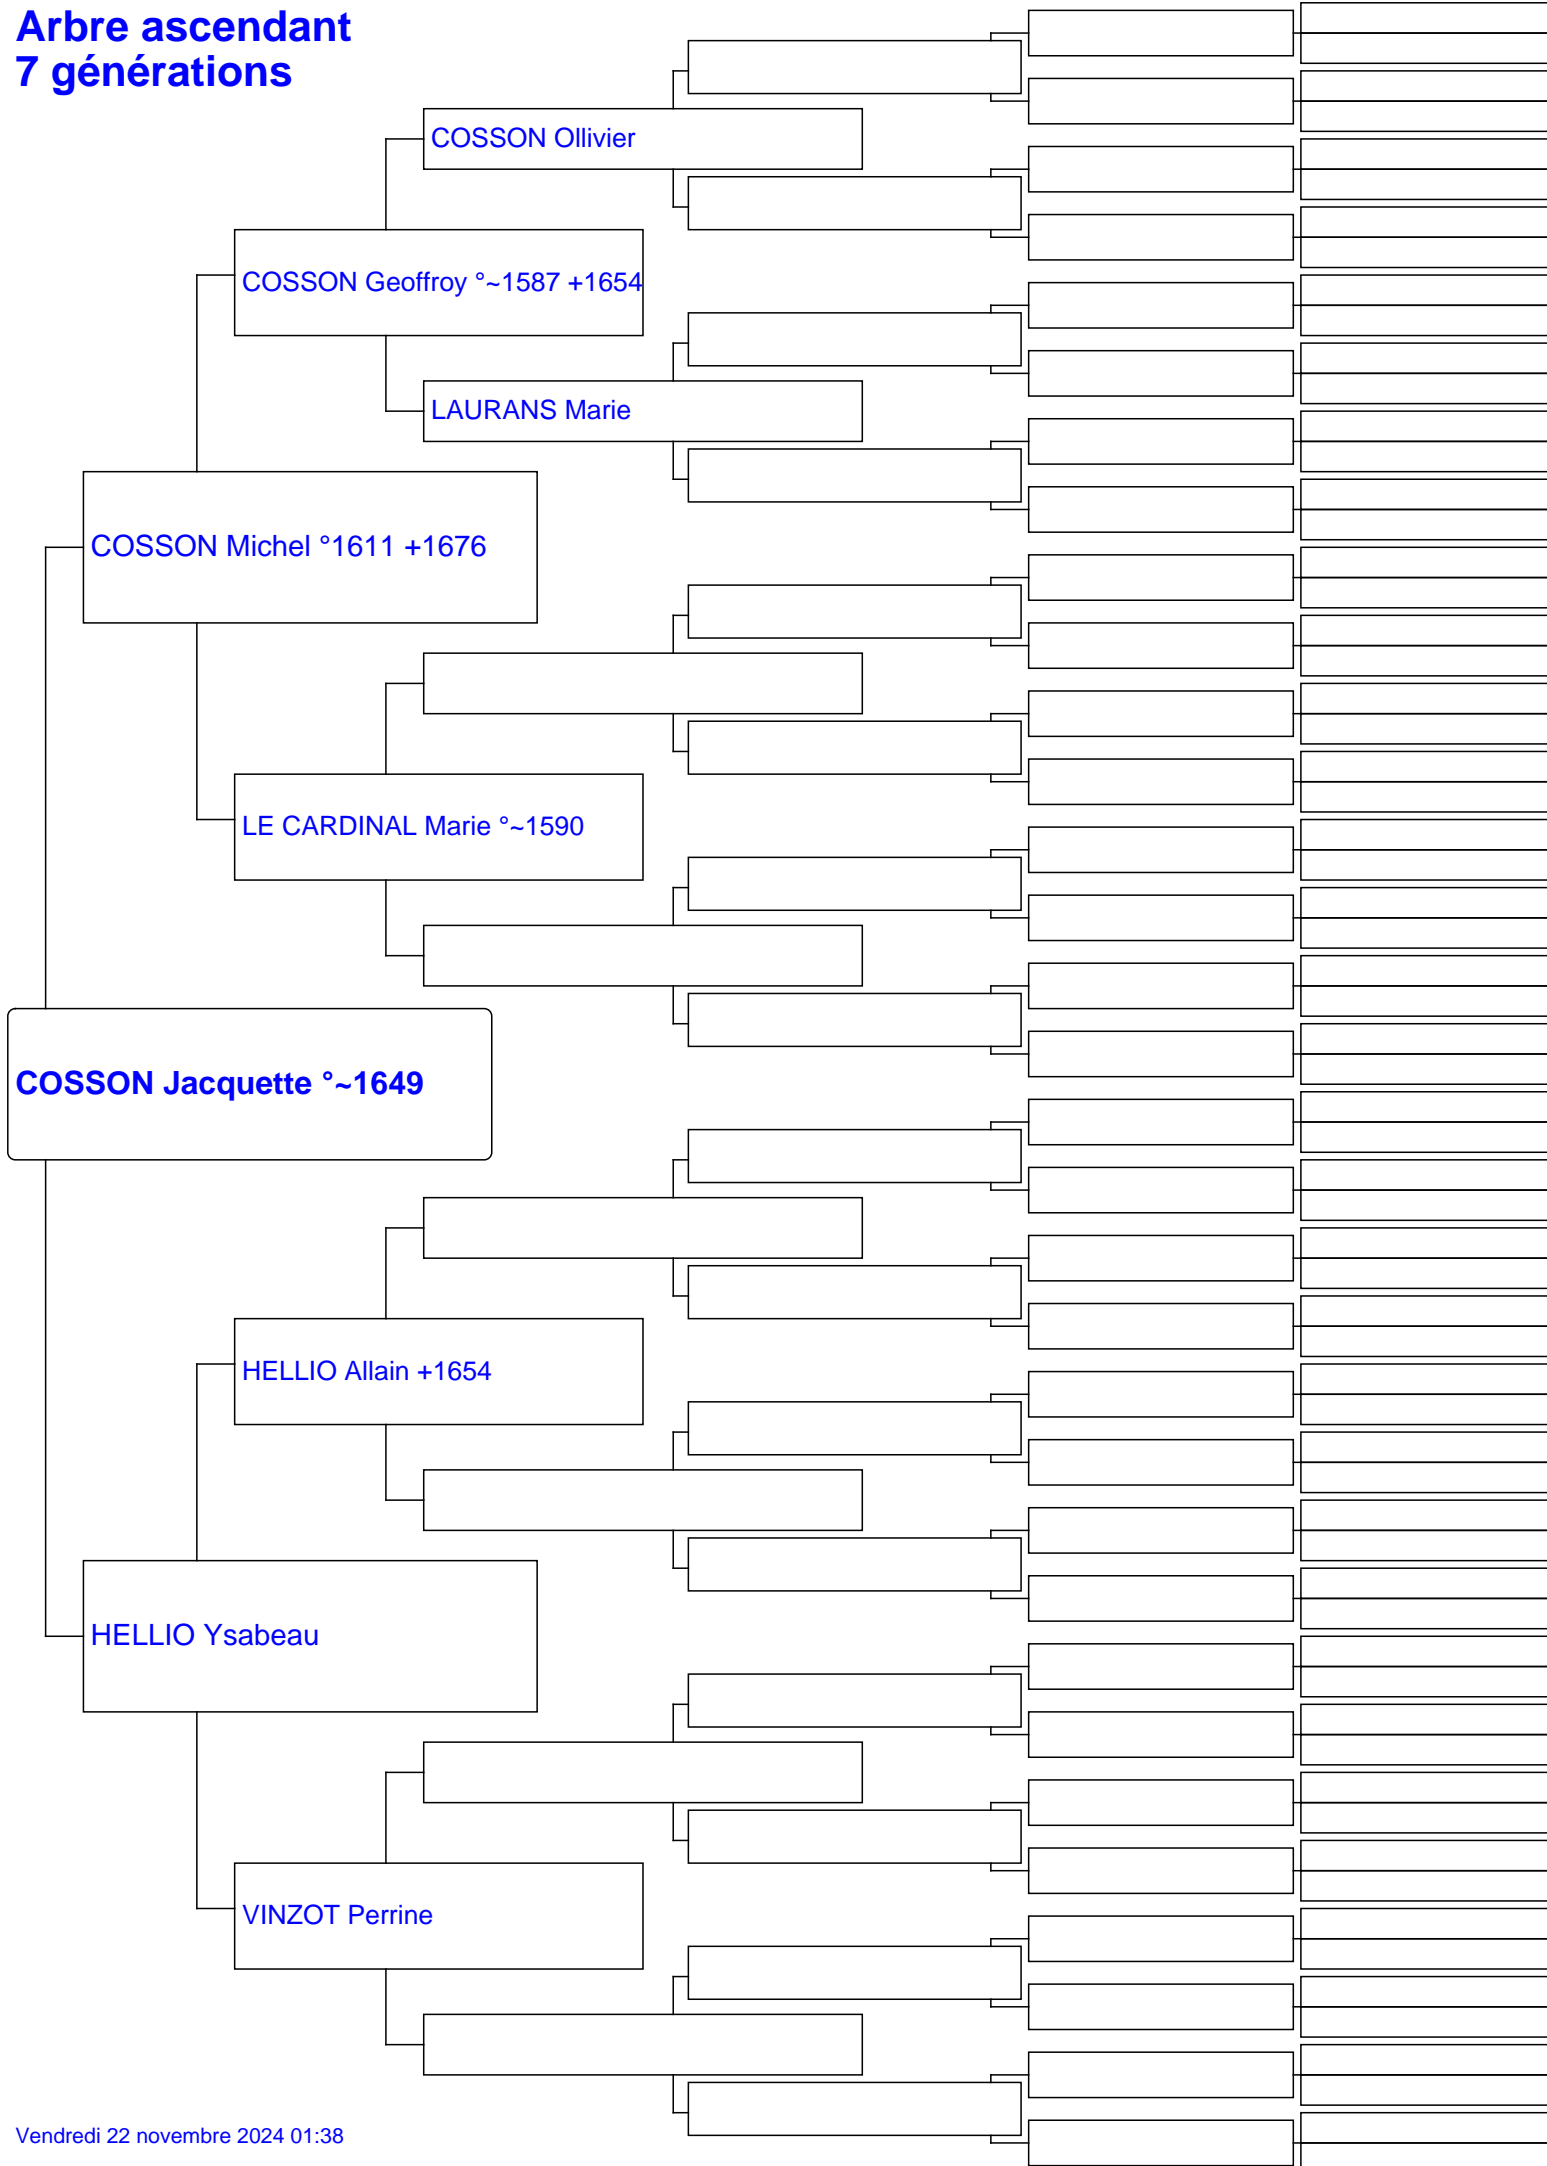 Arbre ascendant
7 générations
COSSON Ollivier
COSSON Geoffroy °~1587 +1654
LAURANS Marie
COSSON Michel °1611 +1676
LE CARDINAL Marie °~1590
COSSON Jacquette °~1649
HELLIO Allain +1654
HELLIO Ysabeau
VINZOT Perrine
Vendredi 22 novembre 2024 01:38